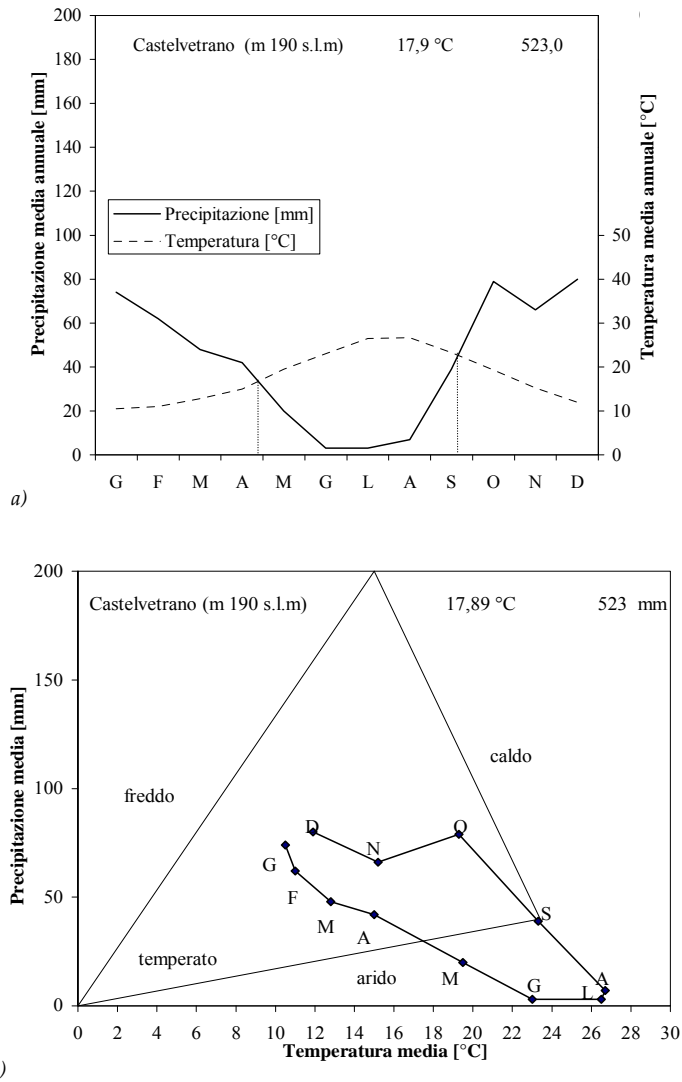 Castelvetrano (m 190 s.l.m) 17,9 °C 523,0
Precipitazione media annuale [mm]
200
180
160
140
120
100
80
60
40
20
0
Precipitazione [mm]
Temperatura [°C]
50
40
30
20
10
0
Temperatura media annuale [°C]
G F M A M G L A S O N D
a)
Castelvetrano (m 190 s.l.m) 17,89 °C 523 mm
Precipitazione media [mm]
200
150
100
50
0
caldo
freddo
D
N
O
G
F
M
A
S
temperato
arido
M
G
L
A
0 2 4 6 8 10 12 14 16 18 20 22 24 26 28 30
Temperatura media [°C]
)